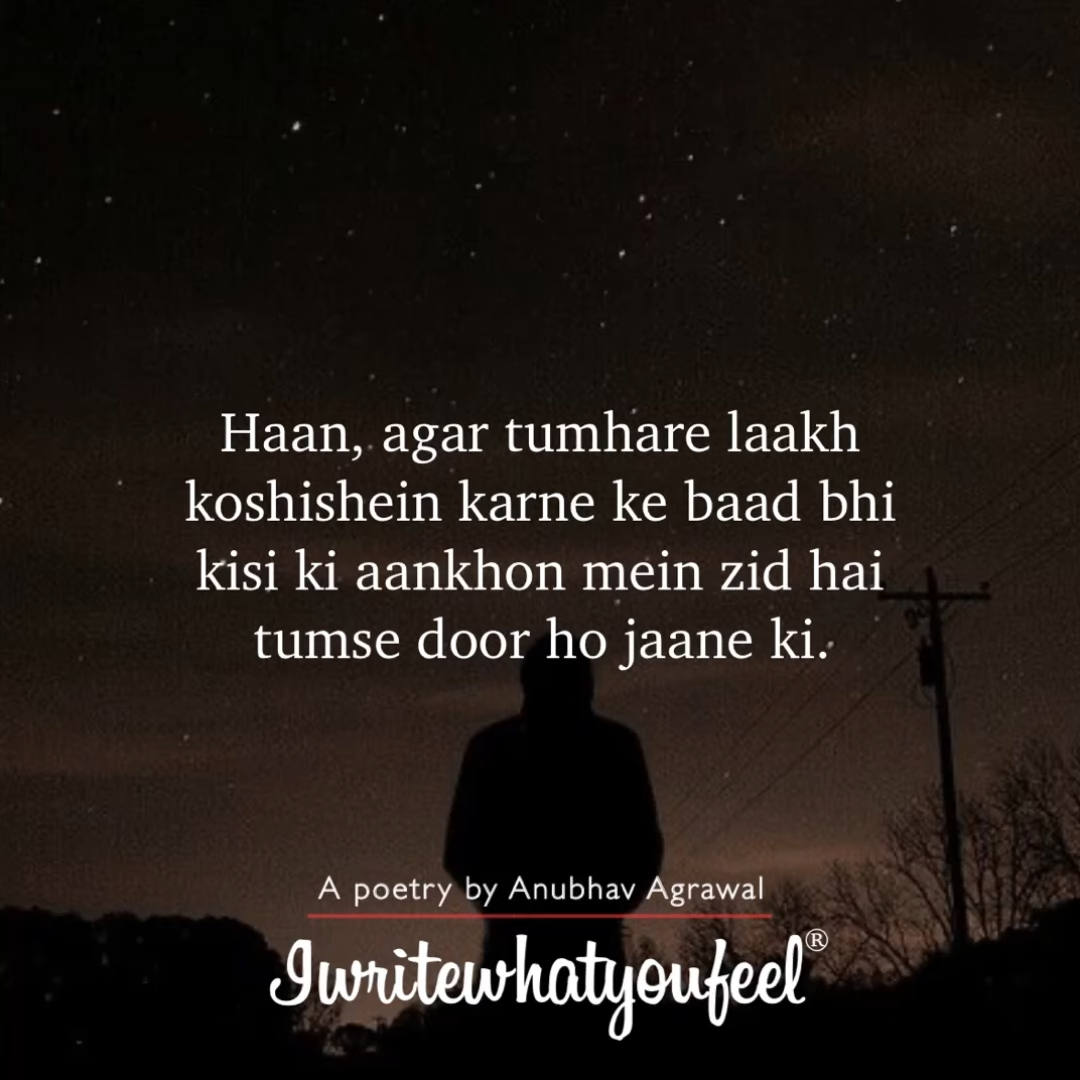 Haan, agar tumhare laakh
koshishein karne ke baad bhi
kisi ki aankhon mein zid hai
tumse door ho jaane ki.
A poetry by Anubhav Agrawal
Iwritewhatyoufeel®